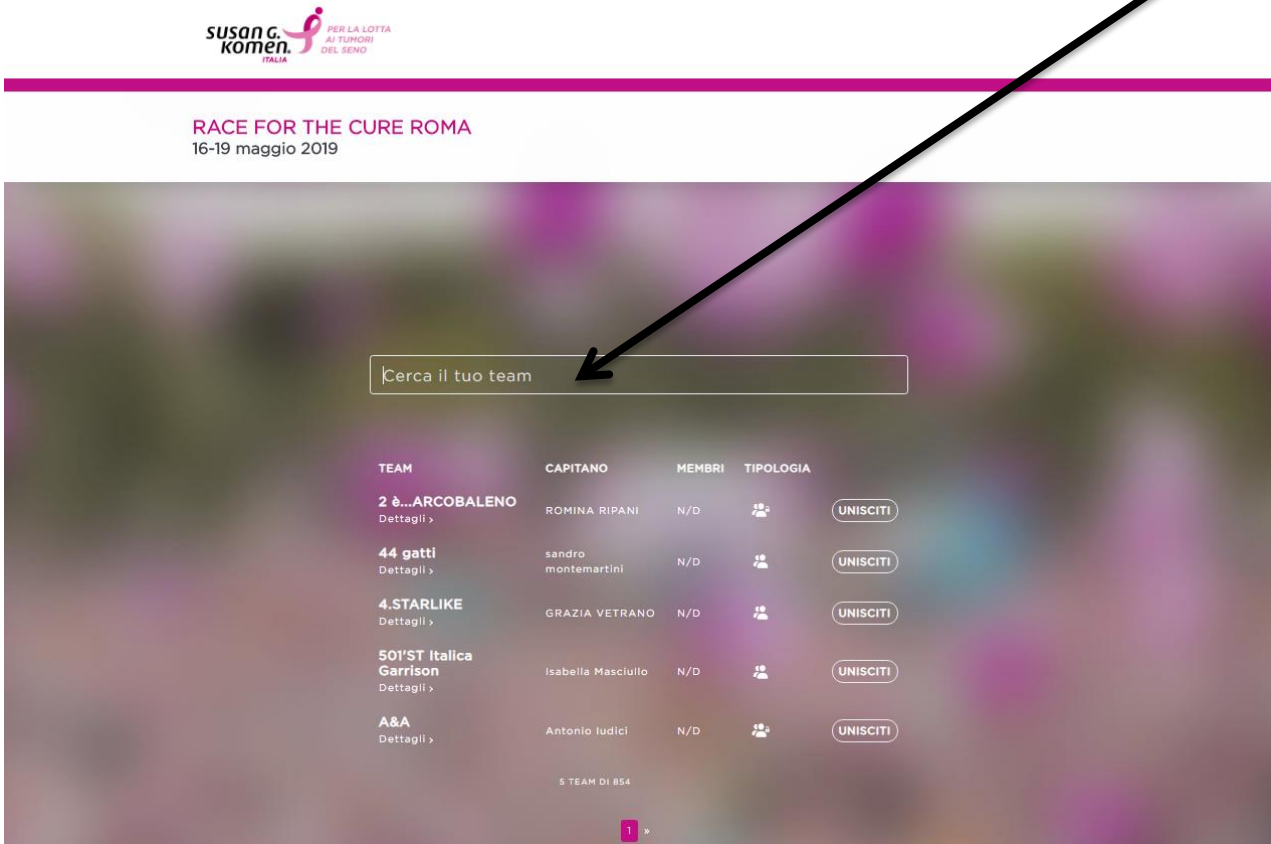 susan g. PER LA LOTTA
komen. AI TUMORI
ITALIA DEL SENO
RACE FOR THE CURE ROMA
16-19 maggio 2019
Cerca il tuo team
TEAM CAPITANO MEMBRI TIPOLOGIA
2 è...ARCOBALENO
Dettagli › ROMINA RIPANI N/D UNISCITI
44 gatti
Dettagli › sandro montemartini N/D UNISCITI
4.STARLIKE
Dettagli › GRAZIA VETRANO N/D UNISCITI
501'ST Italica
Garrison
Dettagli › Isabella Masciullo N/D UNISCITI
A&A
Dettagli › Antonio Iudici N/D UNISCITI
5 TEAM DI 854
1 »